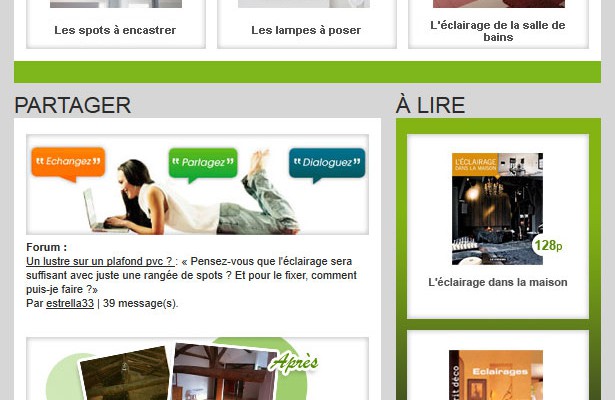 Les spots à encastrer
Les lampes à poser
L'éclairage de la salle de
bains
PARTAGER
À LIRE
“ Echangez ”
“ Partagez ”
“ Dialoguez ”
Forum :
Un lustre sur un plafond pvc ? : « Pensez-vous que l'éclairage sera
suffisant avec juste une rangée de spots ? Et pour le fixer, comment
puis-je faire ?»
Par estrella33 | 39 message(s).
Après
L'ÉCLAIRAGE
DANS LA MAISON
128p
L'éclairage dans la maison
Eclairages